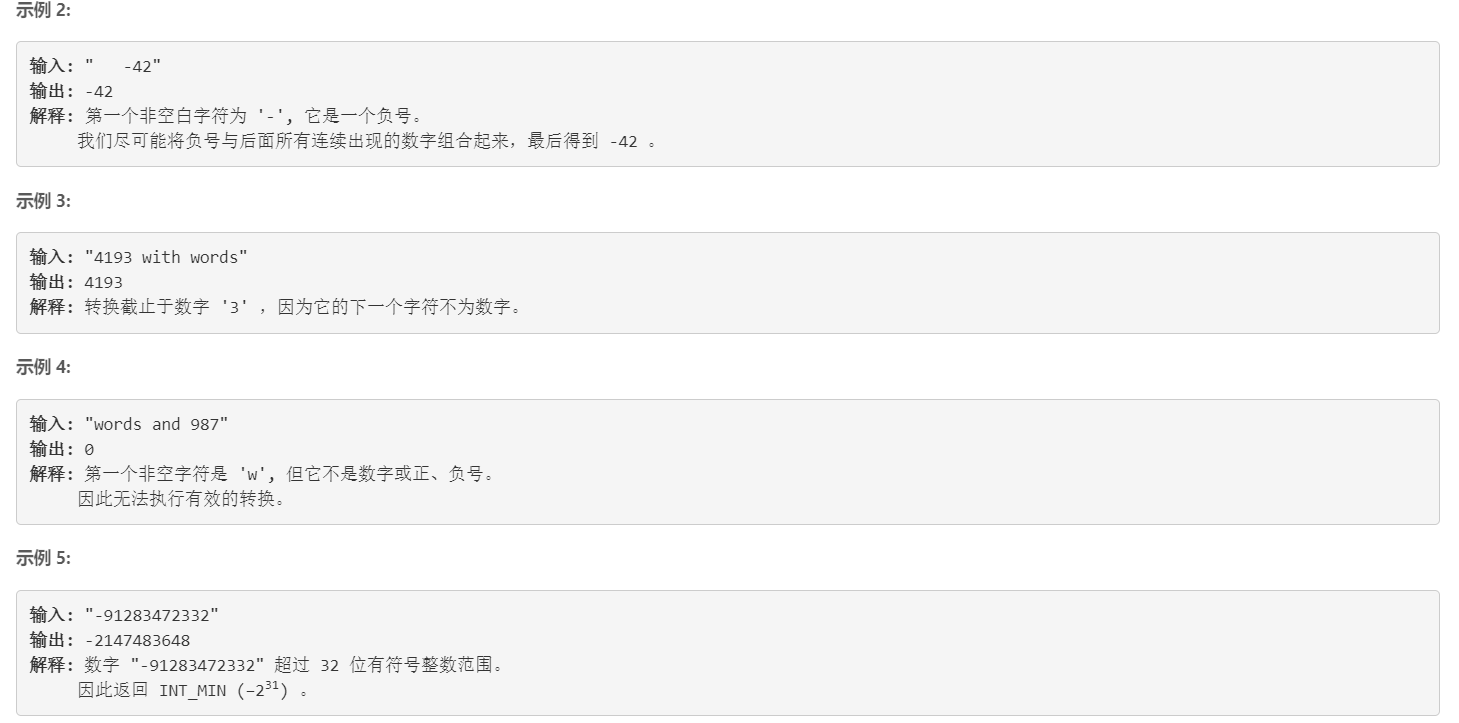 示例 2:
输入: "   -42"
输出: -42
解释: 第一个非空白字符为 '-', 它是一个负号。
我们尽可能将负号与后面所有连续出现的数字组合起来，最后得到 -42 。
示例 3:
输入: "4193 with words"
输出: 4193
解释: 转换截止于数字 '3' ，因为它的下一个字符不为数字。
示例 4:
输入: "words and 987"
输出: 0
解释: 第一个非空字符是 'w', 但它不是数字或正、负号。
因此无法执行有效的转换。
示例 5:
输入: "-91283472332"
输出: -2147483648
解释: 数字 "-91283472332" 超过 32 位有符号整数范围。
因此返回 INT_MIN (−2³¹) 。